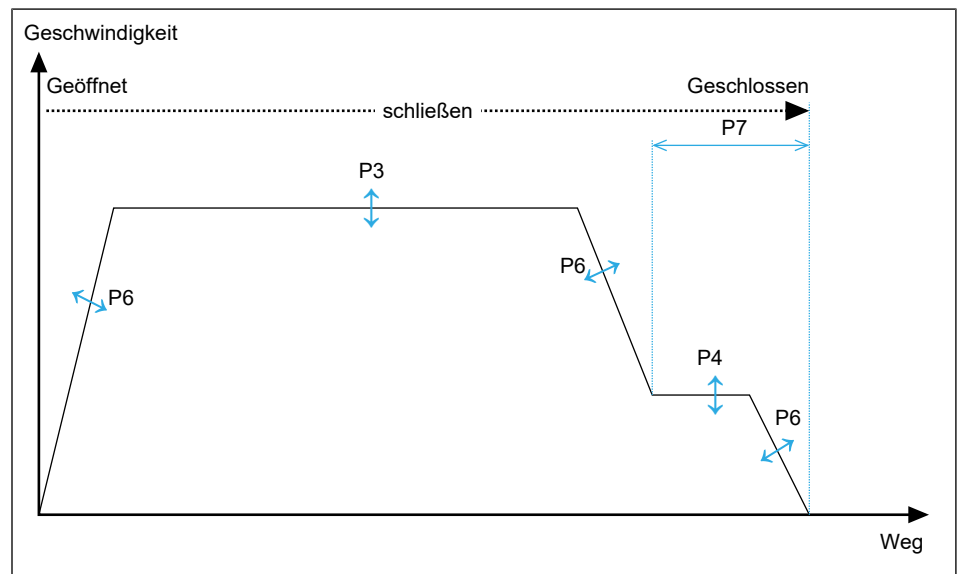 Geschwindigkeit
Geöffnet
Geschlossen
schließen
P7
P3
P6
P6
P4
P6
Weg